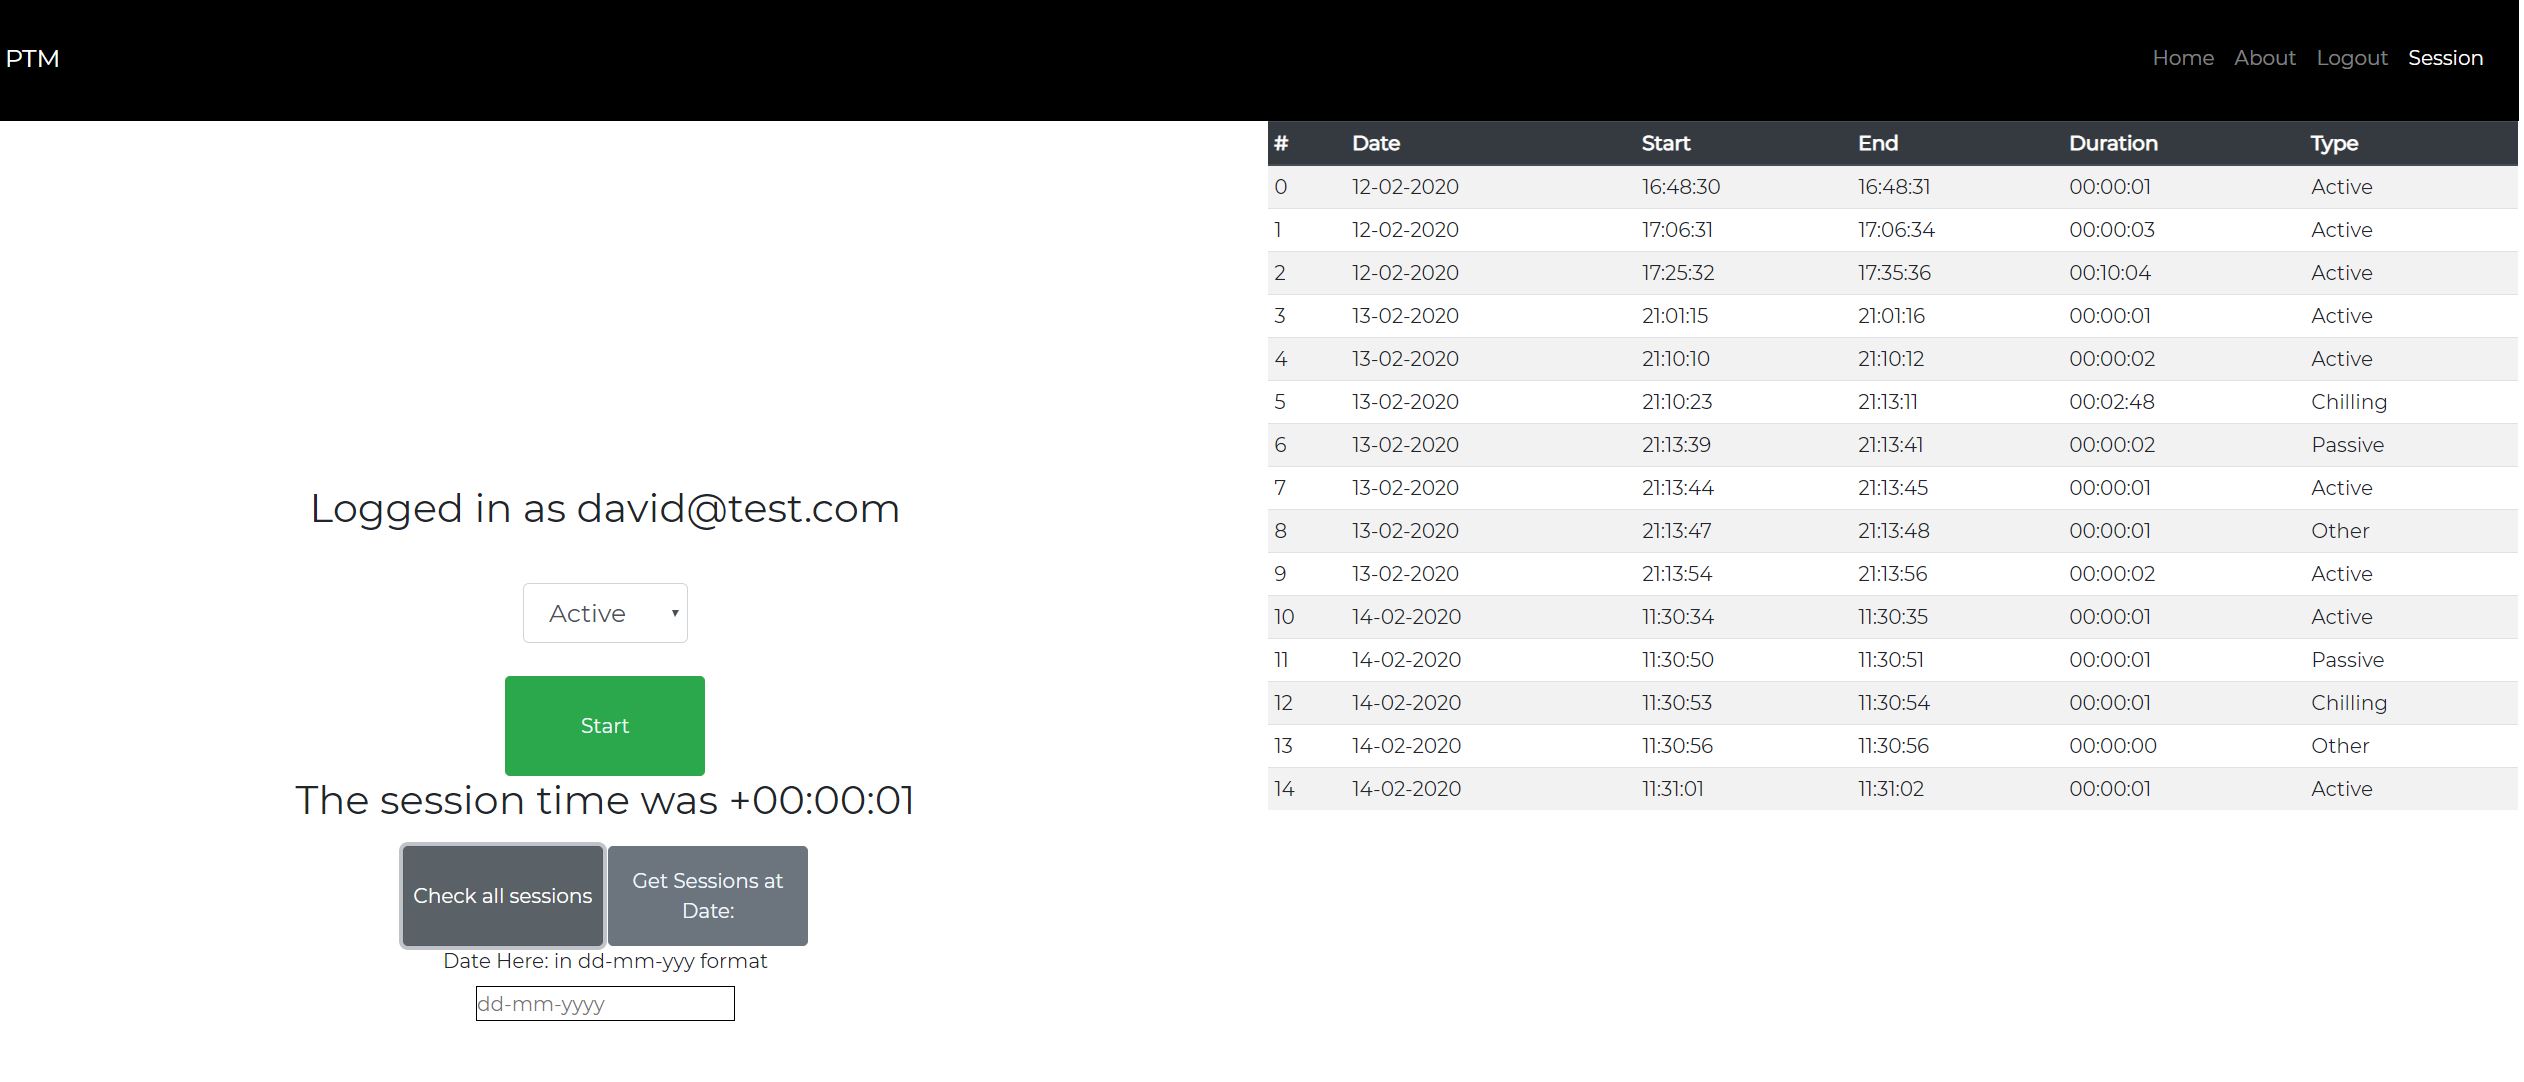 PTM
Home About Logout Session
Logged in as david@test.com
Active
Start
The session time was +00:00:01
Check all sessions
Get Sessions at
Date:
Date Here: in dd-mm-yyy format
dd-mm-yyyy
# Date Start End Duration Type
0 12-02-2020 16:48:30 16:48:31 00:00:01 Active
1 12-02-2020 17:06:31 17:06:34 00:00:03 Active
2 12-02-2020 17:25:32 17:35:36 00:10:04 Active
3 13-02-2020 21:01:15 21:01:16 00:00:01 Active
4 13-02-2020 21:10:10 21:10:12 00:00:02 Active
5 13-02-2020 21:10:23 21:13:11 00:02:48 Chilling
6 13-02-2020 21:13:39 21:13:41 00:00:02 Passive
7 13-02-2020 21:13:44 21:13:45 00:00:01 Active
8 13-02-2020 21:13:47 21:13:48 00:00:01 Other
9 13-02-2020 21:13:54 21:13:56 00:00:02 Active
10 14-02-2020 11:30:34 11:30:35 00:00:01 Active
11 14-02-2020 11:30:50 11:30:51 00:00:01 Passive
12 14-02-2020 11:30:53 11:30:54 00:00:01 Chilling
13 14-02-2020 11:30:56 11:30:56 00:00:00 Other
14 14-02-2020 11:31:01 11:31:02 00:00:01 Active